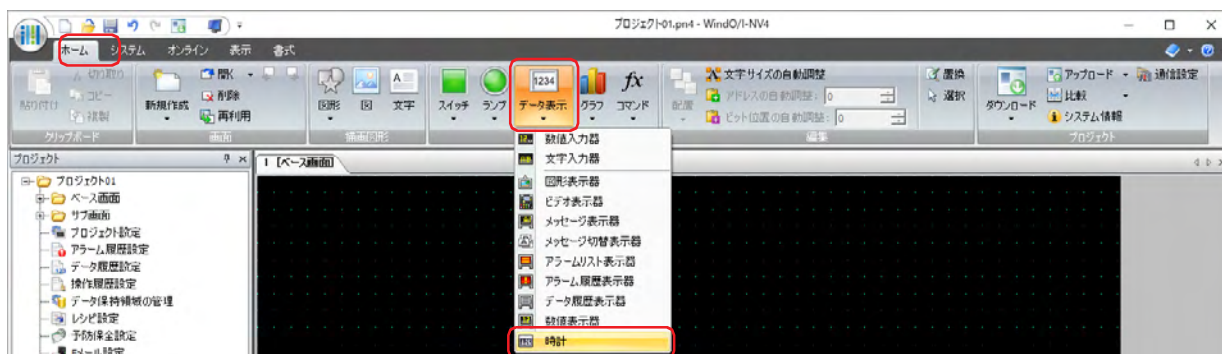 プロジェクト01.pn4 - WindO/I-NV4
ホーム システム オンライン 表示 書式
切り取り 開く 文字サイズの自動調整 置換 アップロード 通信設定
貼り付け コピー 新規作成 削除 図形 図 文字 スイッチ ランプ データ表示 グラフ コマンド 配置 アドレスの自動調整: 0 選択 ダウンロード 比較
複製 再利用 ビット位置の自動調整: 0 システム情報
クリップボード 画面 描画図形 編集 プロジェクト
プロジェクト 1 [ベース画面]
プロジェクト01
ベース画面
サブ画面
プロジェクト設定
アラーム履歴設定
データ履歴設定
操作履歴設定
データ保持領域の管理
レシピ設定
予防保全設定
Eメール設定
数値入力器
文字入力器
図形表示器
ビデオ表示器
メッセージ表示器
メッセージ切替表示器
アラームリスト表示器
アラーム履歴表示器
データ履歴表示器
数値表示器
時計